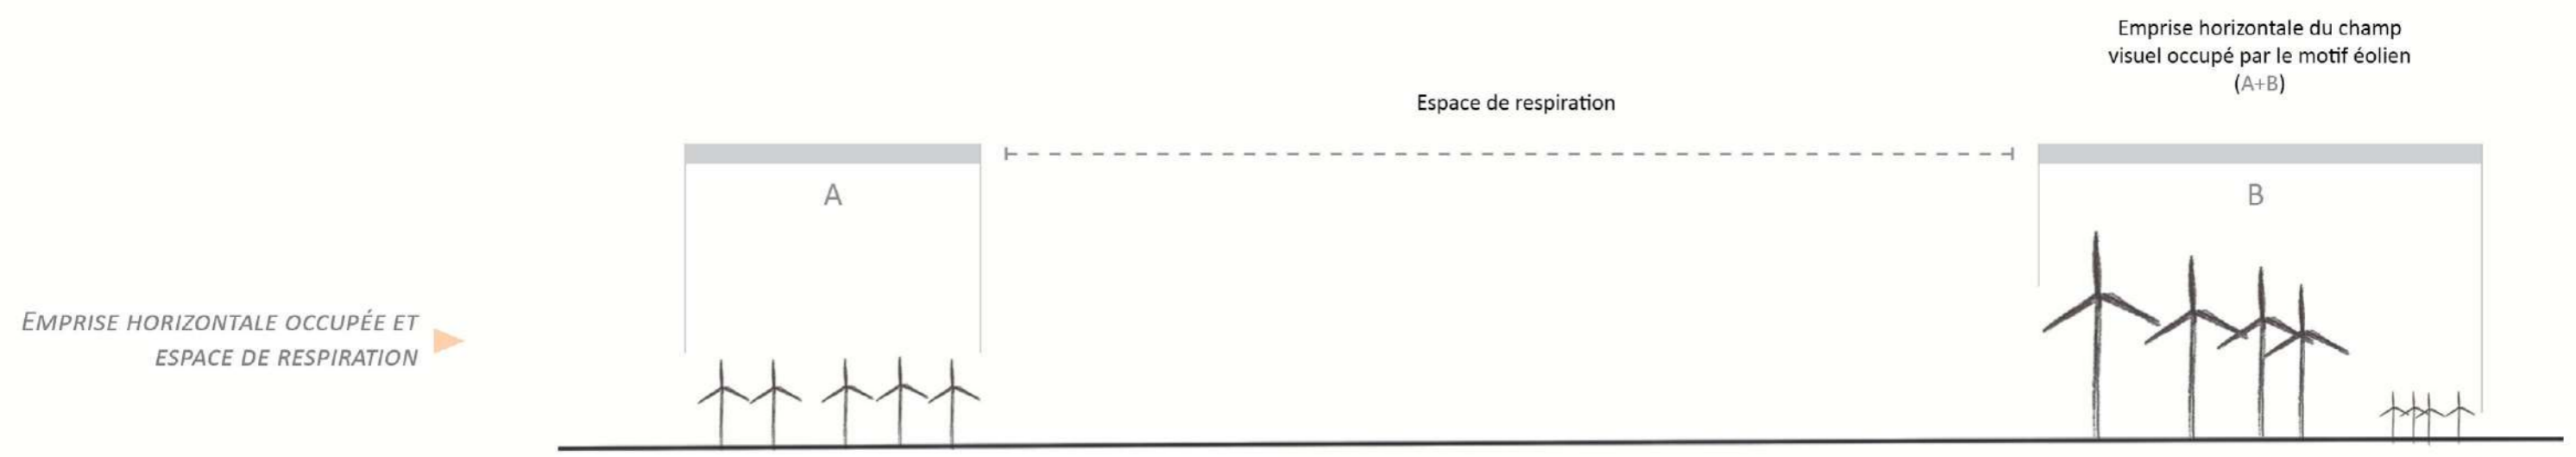 Emprise horizontale du champ
visuel occupé par le motif éolien
(A+B)
Espace de respiration
A
B
EMPRISE HORIZONTALE OCCUPÉE ET
ESPACE DE RESPIRATION